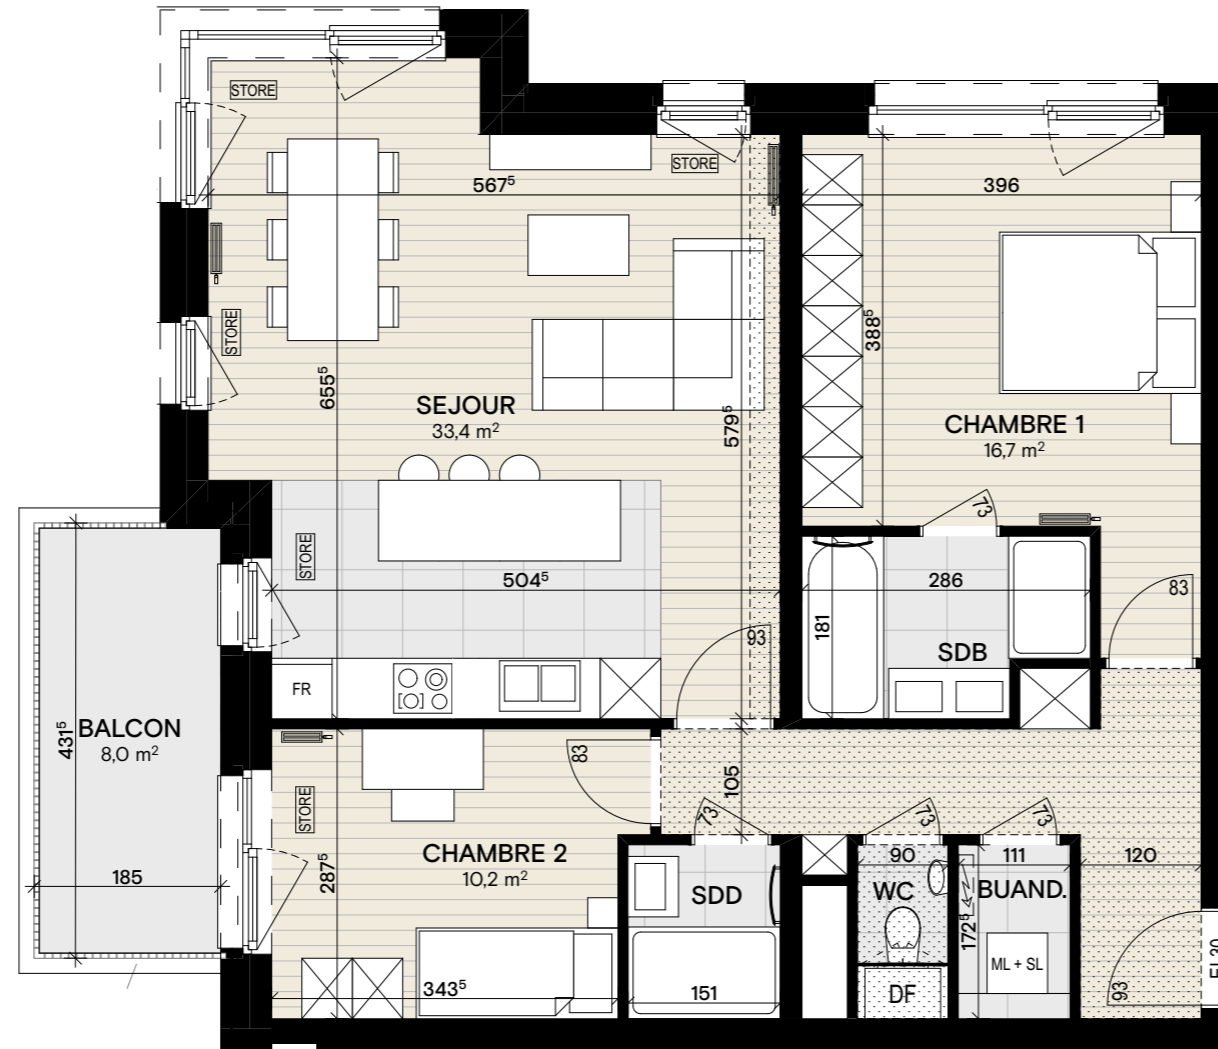 STORE
STORE
567⁵
396
STORE
388⁵
655⁵
SEJOUR
33,4 m²
579⁵
CHAMBRE 1
16,7 m²
73
STORE
504⁵
286
83
181
SDB
93
FR
BALCON
8,0 m²
431⁵
83
105
STORE
73
73
73
CHAMBRE 2
10,2 m²
287⁵
90
111
120
185
SDD
WC
BUAND.
172⁵
ML + SL
EI 30
343⁵
151
DF
93